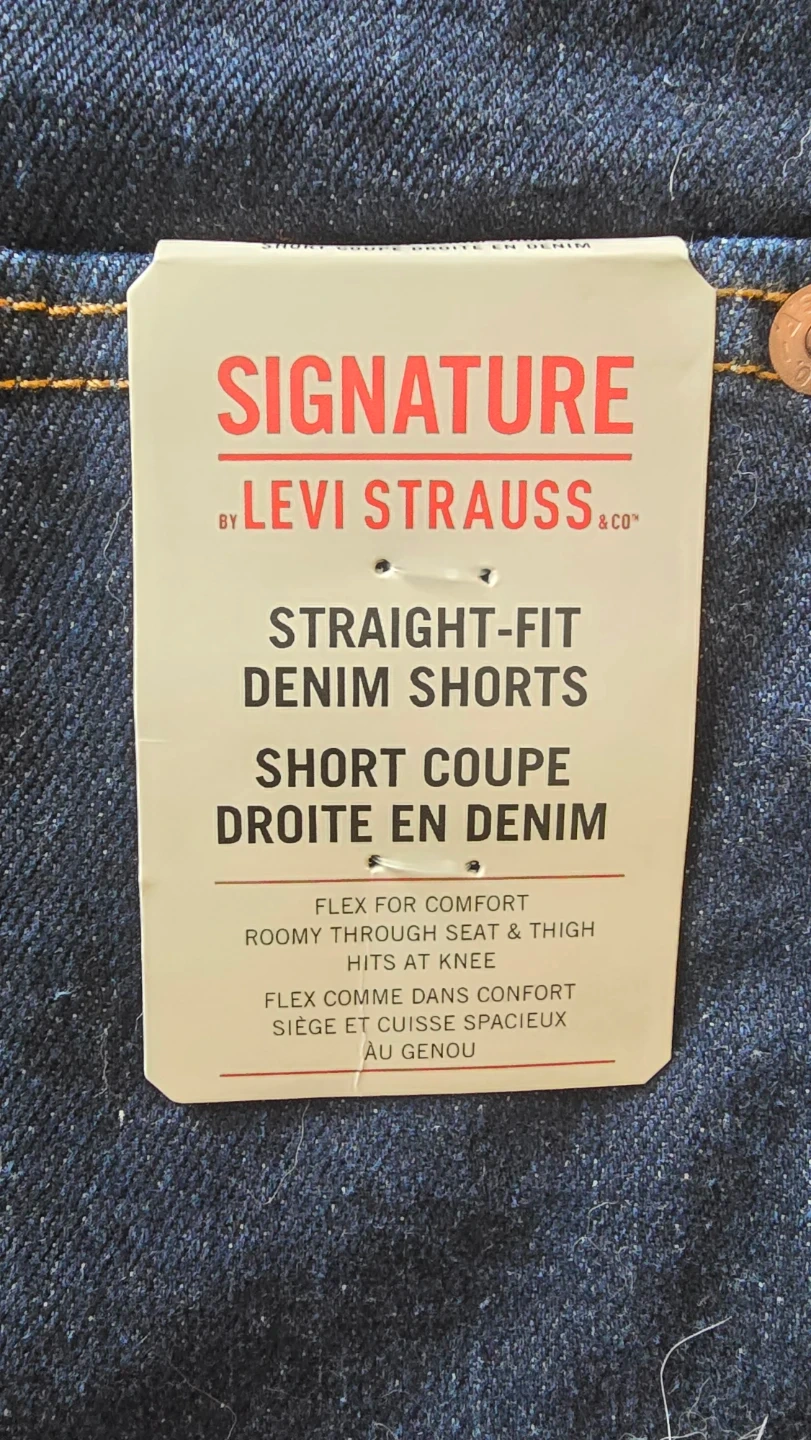 SHORT COUPE DROITE EN DENIM
SIGNATURE
BY LEVI STRAUSS & CO™
STRAIGHT-FIT
DENIM SHORTS
SHORT COUPE
DROITE EN DENIM
FLEX FOR COMFORT
ROOMY THROUGH SEAT & THIGH
HITS AT KNEE
FLEX COMME DANS CONFORT
SIÈGE ET CUISSE SPACIEUX
ÀU GENOU